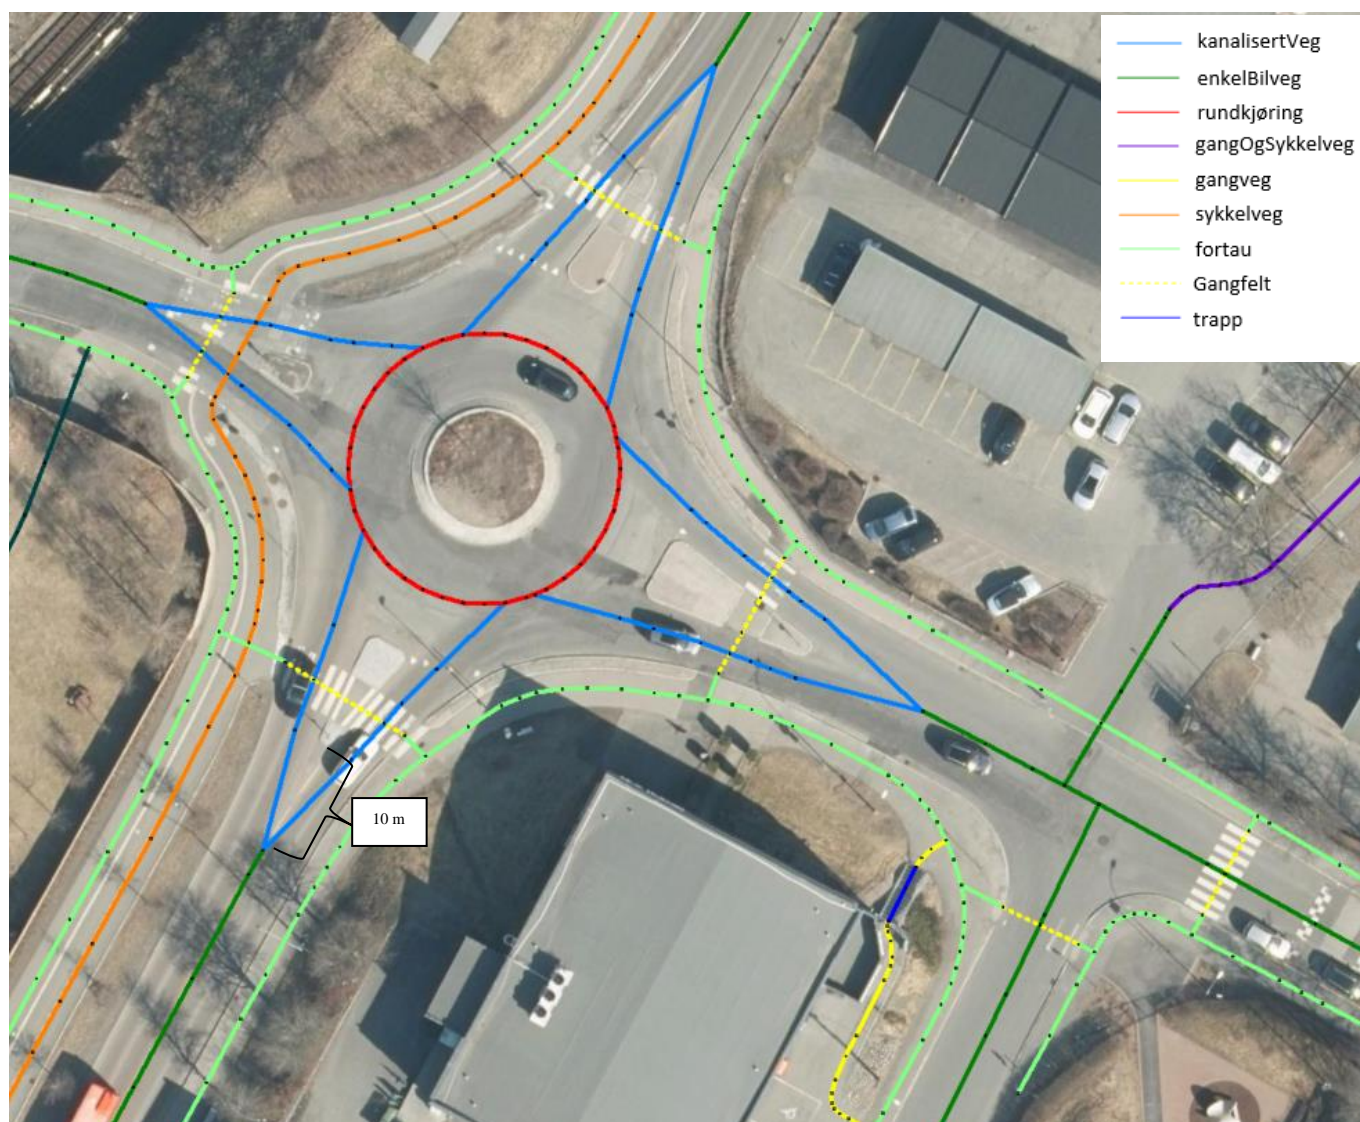 kanalisertVeg
enkelBilveg
rundkjøring
gangOgSykkelveg
gangveg
sykkelveg
fortau
Gangfelt
trapp
10 m